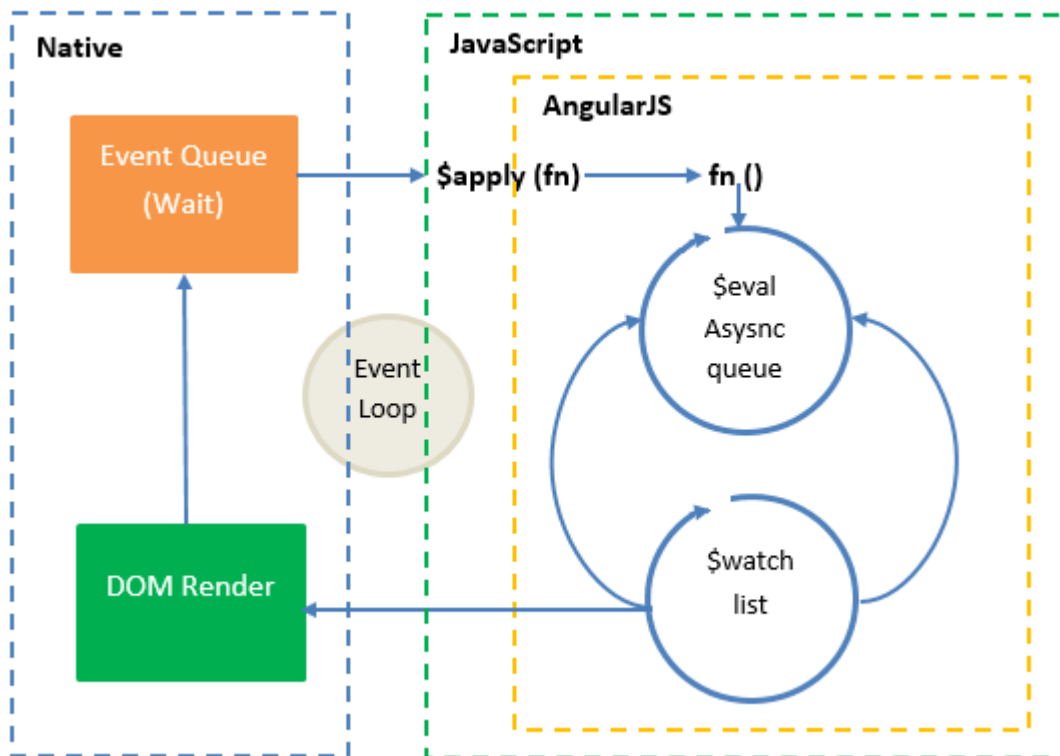 Native
JavaScript
AngularJS
Event Queue
(Wait)
$apply (fn)
fn ()
$eval
Asysnc
queue
Event
Loop
DOM Render
$watch
list